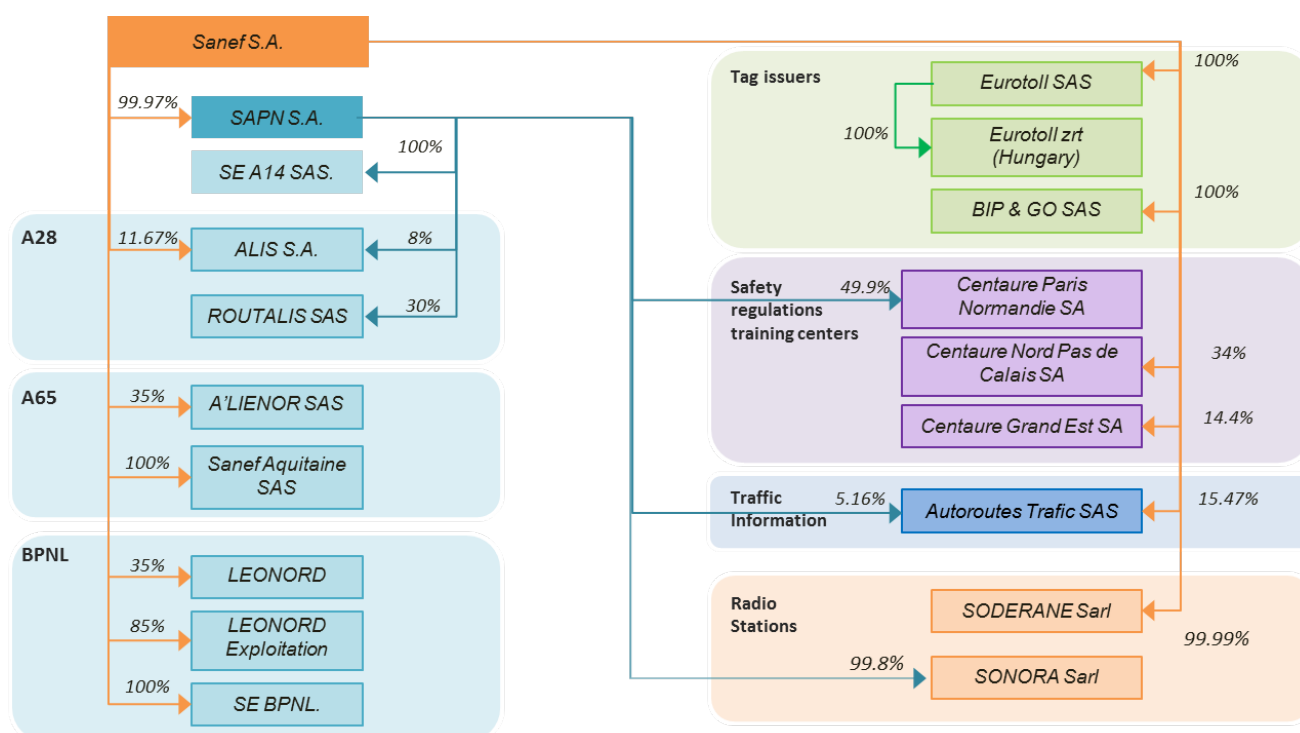 Sanef S.A.
99.97%
SAPN S.A.
100%
SE A14 SAS.
A28
11.67%
ALIS S.A.
8%
ROUTALIS SAS
30%
A65
35%
A'LIENOR SAS
100%
Sanef Aquitaine
SAS
BPNL
35%
LEONORD
85%
LEONORD
Exploitation
100%
SE BPNL.
Tag issuers
Eurotoll SAS
100%
100%
Eurotoll zrt
(Hungary)
BIP & GO SAS
100%
Safety
regulations
training centers
49.9%
Centaure Paris
Normandie SA
Centaure Nord Pas de
Calais SA
34%
Centaure Grand Est SA
14.4%
Traffic
Information
5.16%
Autoroutes Trafic SAS
15.47%
Radio
Stations
SODERANE Sarl
99.99%
99.8%
SONORA Sarl